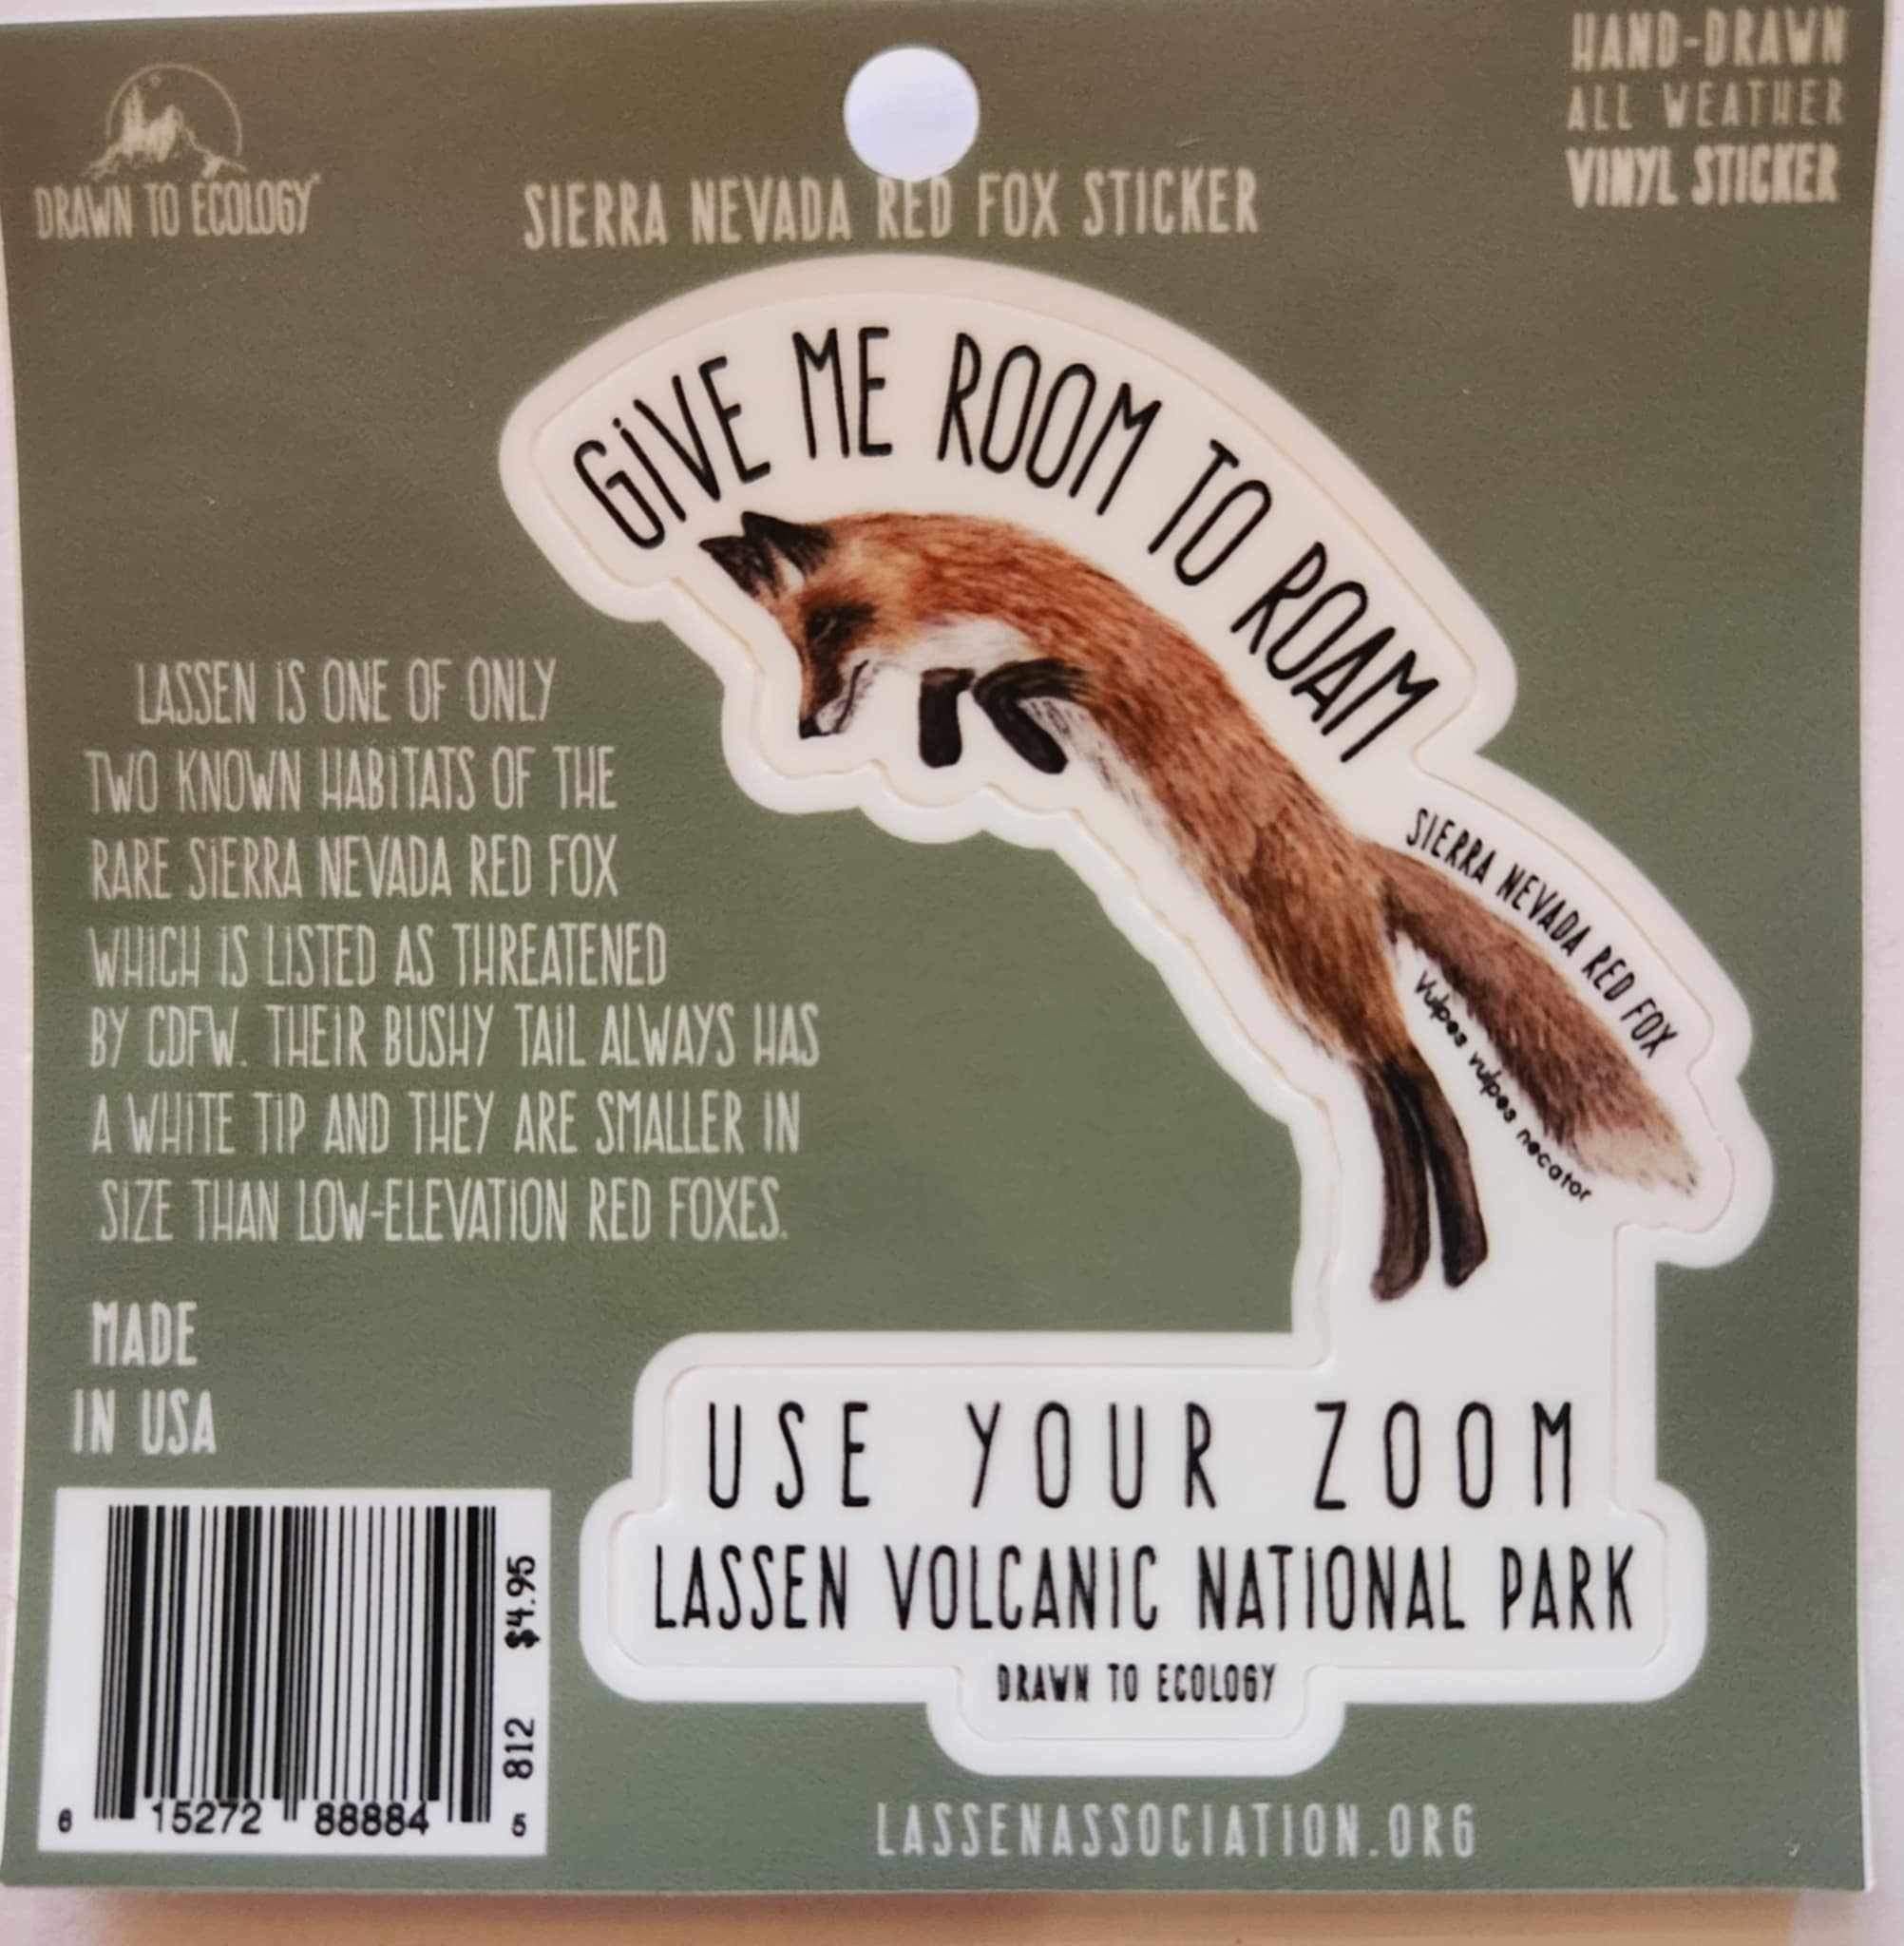 DRAWN TO ECOLOGY
HAND-DRAWN
ALL WEATHER
VINYL STICKER
SIERRA NEVADA RED FOX STICKER
GiVE ME ROOM TO ROAM
SIERRA NEVADA RED FOX
Vulpes vulpes necator
LASSEN iS ONE OF ONLY
TWO KNOWN HABiTATS OF THE
RARE SiERRA NEVADA RED FOX
WHICH iS LiSTED AS THREATENED
BY CDFW. THEiR BUSHY TAIL ALWAYS HAS
A WHITE TiP AND THEY ARE SMALLER IN
SiZE THAN LOW-ELEVATiON RED FOXES.
MADE
IN USA
USE YOUR ZOOM
LASSEN VOLCANiC NATiONAL PARK
DRAWN TO ECOLOGY
$4.95
812
6 15272 88884 5
LASSENASSOCIATION.ORG